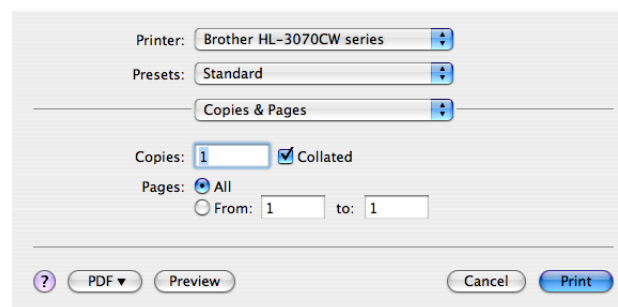 Printer: Brother HL-3070CW series
Presets: Standard
Copies & Pages
Copies: 1 Collated
Pages: All
From: 1 to: 1
? PDF ▼ Preview Cancel Print